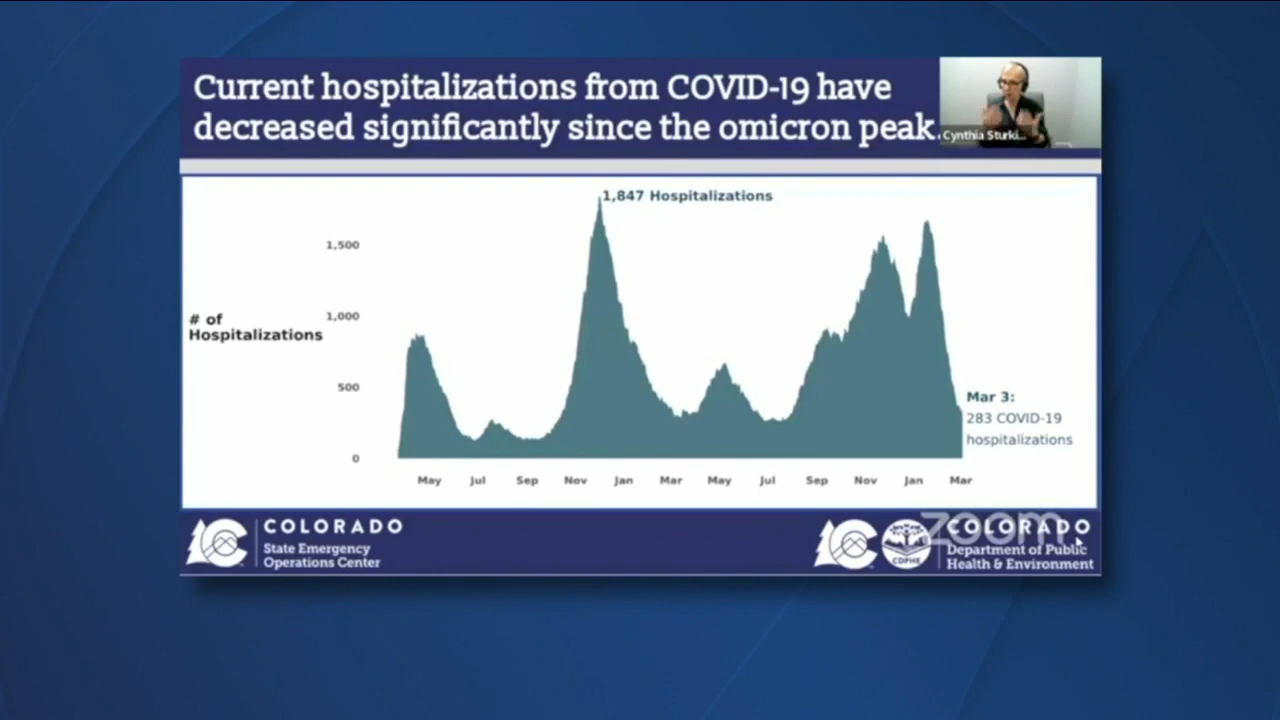 Current hospitalizations from COVID-19 have
decreased significantly since the omicron peak.
Cynthia Sturki...
1,847 Hospitalizations
1,500
1,000
500
0
# of
Hospitalizations
Mar 3:
283 COVID-19
hospitalizations
May Jul Sep Nov Jan Mar May Jul Sep Nov Jan Mar
COLORADO
State Emergency
Operations Center
CDPHE
zoom
COLORADO
Department of Public
Health & Environment